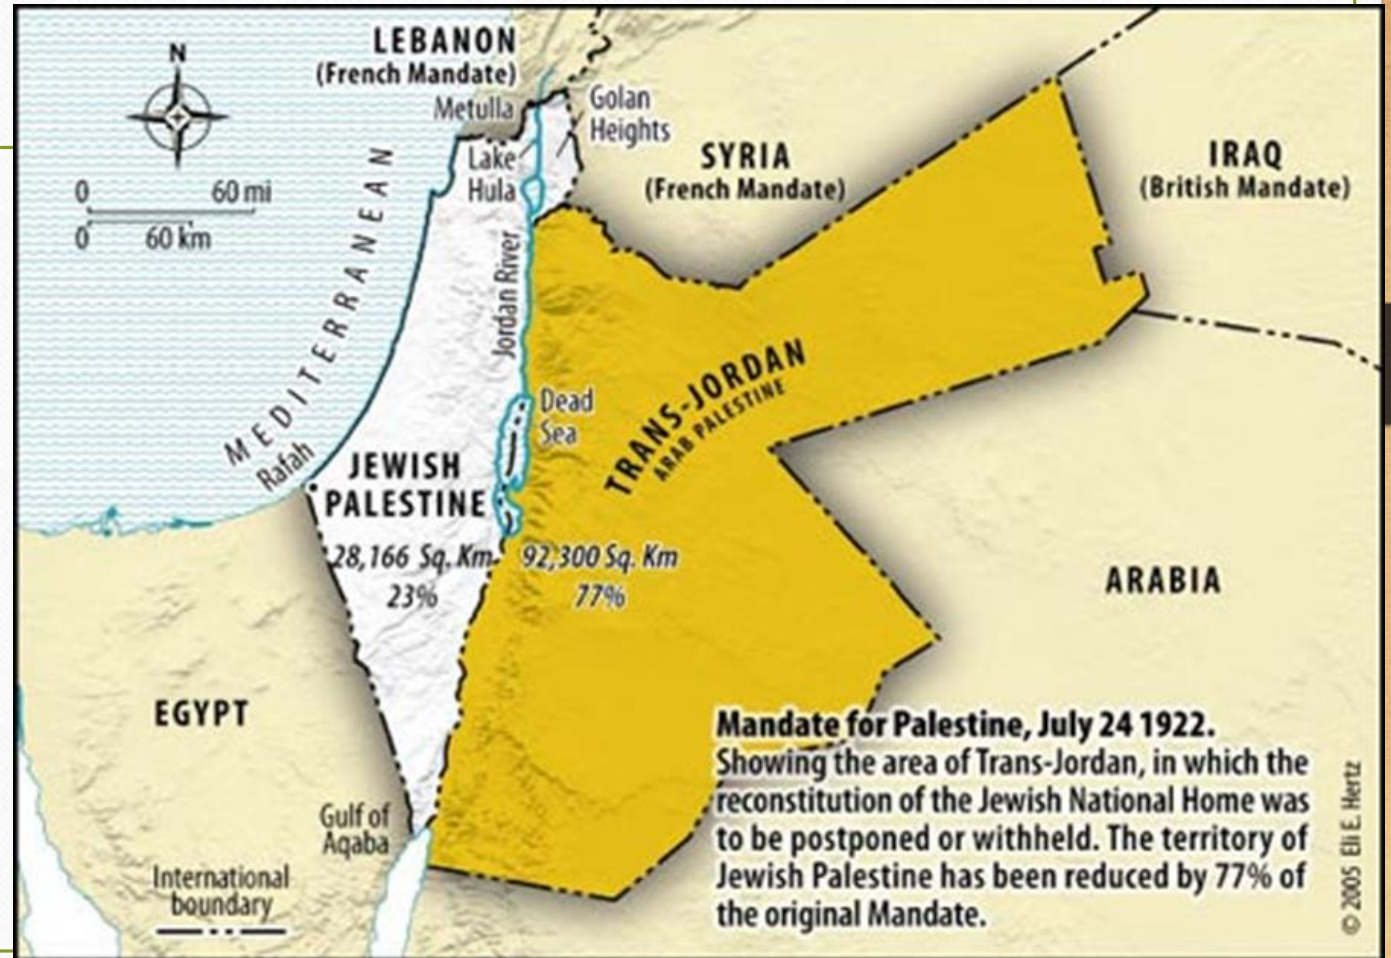 LEBANON
(French Mandate)
N
Metulla
Golan
Heights
Lake
Hula
SYRIA
(French Mandate)
IRAQ
(British Mandate)
0 60 mi
0 60 km
MEDITERRANEAN
Jordan River
TRANS-JORDAN
ARAB PALESTINE
Dead
Sea
Rafah
JEWISH
PALESTINE
28,166 Sq. Km
23%
92,300 Sq. Km
77%
ARABIA
EGYPT
Gulf of
Aqaba
International
boundary
Mandate for Palestine, July 24 1922.
Showing the area of Trans-Jordan, in which the
reconstitution of the Jewish National Home was
to be postponed or withheld. The territory of
Jewish Palestine has been reduced by 77% of
the original Mandate.
© 2005 Eli E. Hertz